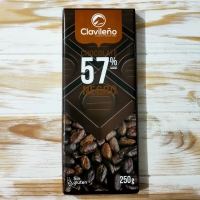 Clavileño
CHOCOLATE
57%
NEGRO
Sin
gluten
250g